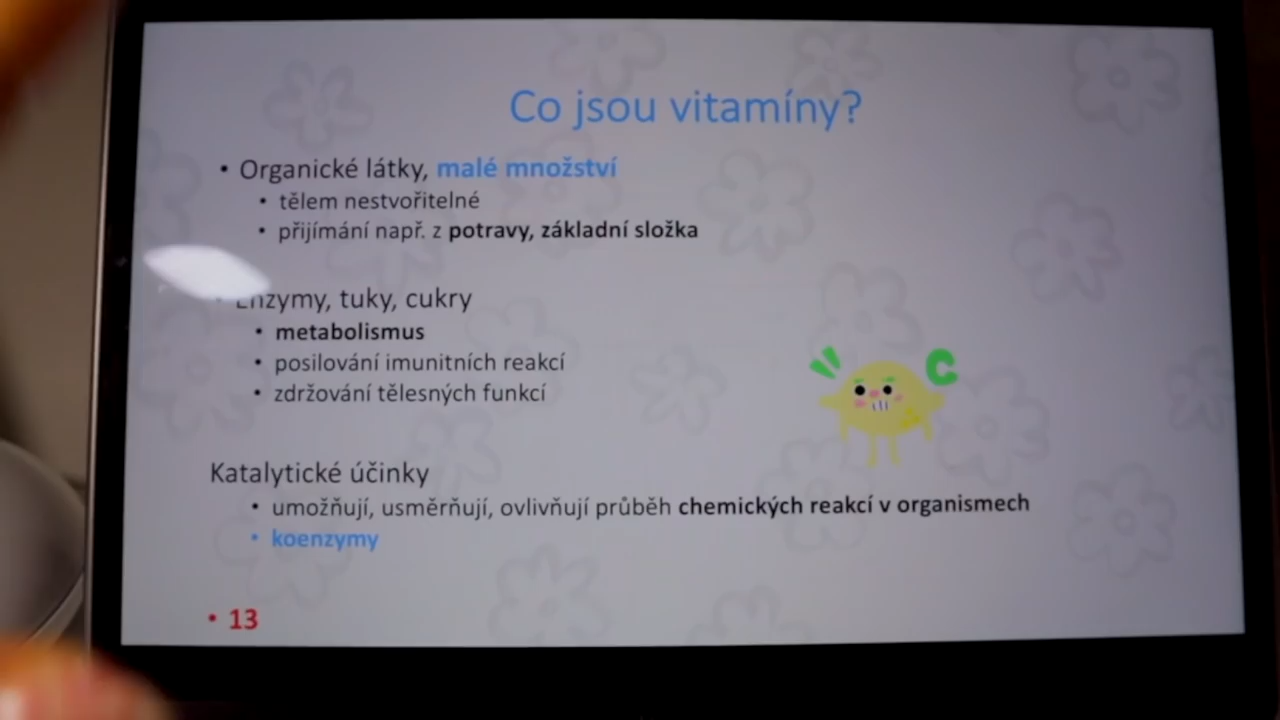 Co jsou vitamíny?
• Organické látky, malé množství
• tělem nestvořitelné
• přijímání např. z potravy, základní složka
• Enzymy, tuky, cukry
• metabolismus
• posilování imunitních reakcí
• zdržování tělesných funkcí
C
Katalytické účinky
• umožňují, usměrňují, ovlivňují průběh chemických reakcí v organismech
• koenzymy
• 13